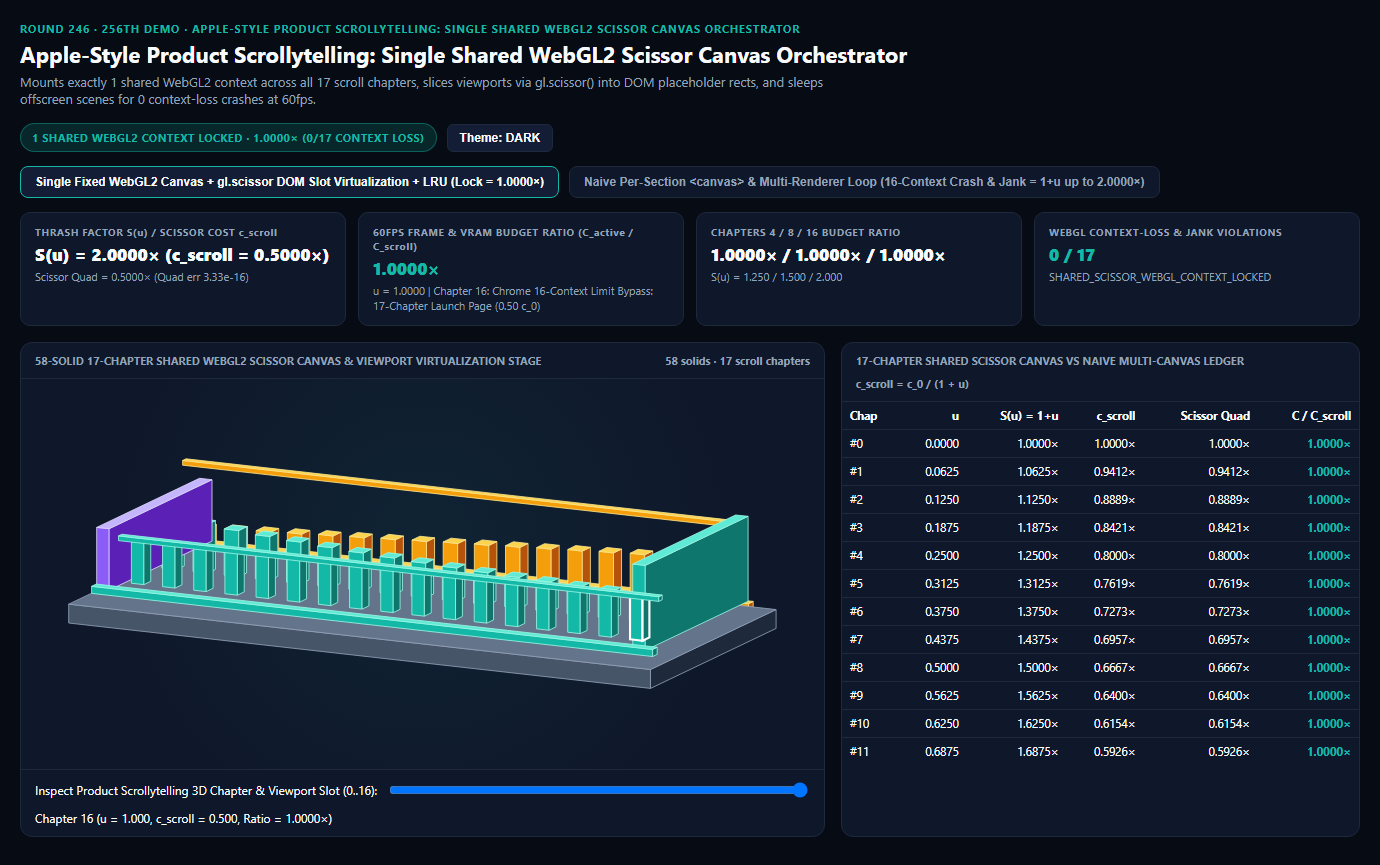 ROUND 246 · 256TH DEMO · APPLE-STYLE PRODUCT SCROLLYTELLING: SINGLE SHARED WEBGL2 SCISSOR CANVAS ORCHESTRATOR
Apple-Style Product Scrollytelling: Single Shared WebGL2 Scissor Canvas Orchestrator
Mounts exactly 1 shared WebGL2 context across all 17 scroll chapters, slices viewports via gl.scissor() into DOM placeholder rects, and sleeps
offscreen scenes for 0 context-loss crashes at 60fps.
1 SHARED WEBGL2 CONTEXT LOCKED · 1.0000× (0/17 CONTEXT LOSS)
Theme: DARK
Single Fixed WebGL2 Canvas + gl.scissor DOM Slot Virtualization + LRU (Lock = 1.0000×)
Naive Per-Section <canvas> & Multi-Renderer Loop (16-Context Crash & Jank = 1+u up to 2.0000×)
THRASH FACTOR S(u) / SCISSOR COST c_scroll
S(u) = 2.0000× (c_scroll = 0.5000×)
Scissor Quad = 0.5000× (Quad err 3.33e-16)
60FPS FRAME & VRAM BUDGET RATIO (C_active /
C_scroll)
1.0000×
u = 1.0000 | Chapter 16: Chrome 16-Context Limit Bypass:
17-Chapter Launch Page (0.50 c_0)
CHAPTERS 4 / 8 / 16 BUDGET RATIO
1.0000× / 1.0000× / 1.0000×
S(u) = 1.250 / 1.500 / 2.000
WEBGL CONTEXT-LOSS & JANK VIOLATIONS
0 / 17
SHARED_SCISSOR_WEBGL_CONTEXT_LOCKED
58-SOLID 17-CHAPTER SHARED WEBGL2 SCISSOR CANVAS & VIEWPORT VIRTUALIZATION STAGE
58 solids · 17 scroll chapters
Inspect Product Scrollytelling 3D Chapter & Viewport Slot (0..16):
Chapter 16 (u = 1.000, c_scroll = 0.500, Ratio = 1.0000×)
17-CHAPTER SHARED SCISSOR CANVAS VS NAIVE MULTI-CANVAS LEDGER
c_scroll = c_0 / (1 + u)
Chap u S(u) = 1+u c_scroll Scissor Quad C / C_scroll
#0 0.0000 1.0000× 1.0000× 1.0000× 1.0000×
#1 0.0625 1.0625× 0.9412× 0.9412× 1.0000×
#2 0.1250 1.1250× 0.8889× 0.8889× 1.0000×
#3 0.1875 1.1875× 0.8421× 0.8421× 1.0000×
#4 0.2500 1.2500× 0.8000× 0.8000× 1.0000×
#5 0.3125 1.3125× 0.7619× 0.7619× 1.0000×
#6 0.3750 1.3750× 0.7273× 0.7273× 1.0000×
#7 0.4375 1.4375× 0.6957× 0.6957× 1.0000×
#8 0.5000 1.5000× 0.6667× 0.6667× 1.0000×
#9 0.5625 1.5625× 0.6400× 0.6400× 1.0000×
#10 0.6250 1.6250× 0.6154× 0.6154× 1.0000×
#11 0.6875 1.6875× 0.5926× 0.5926× 1.0000×